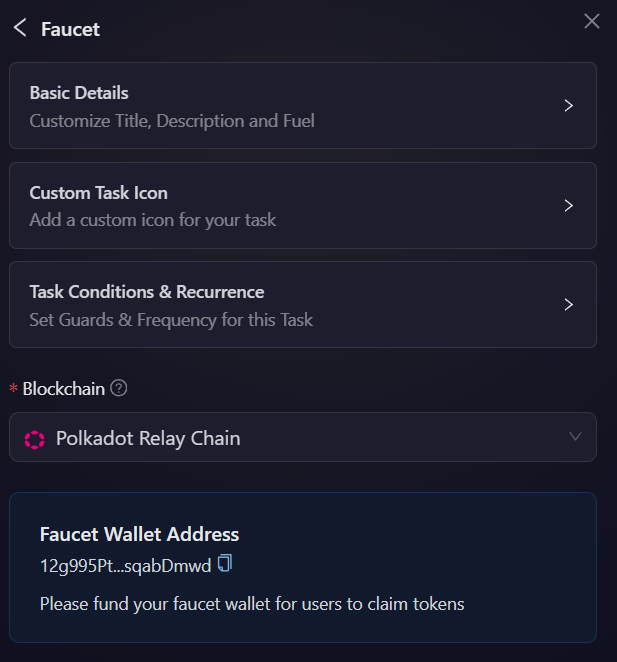 Faucet
Basic Details
Customize Title, Description and Fuel
Custom Task Icon
Add a custom icon for your task
Task Conditions & Recurrence
Set Guards & Frequency for this Task
* Blockchain ?
Polkadot Relay Chain
Faucet Wallet Address
12g995Pt...sqabDmwd
Please fund your faucet wallet for users to claim tokens